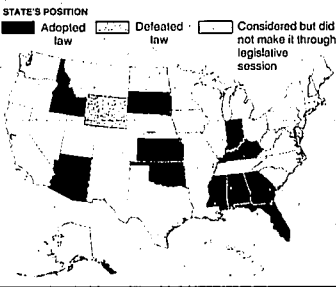 STATE'S POSITION
Adopted law
Defeated law
Considered but did not make it through legislative session